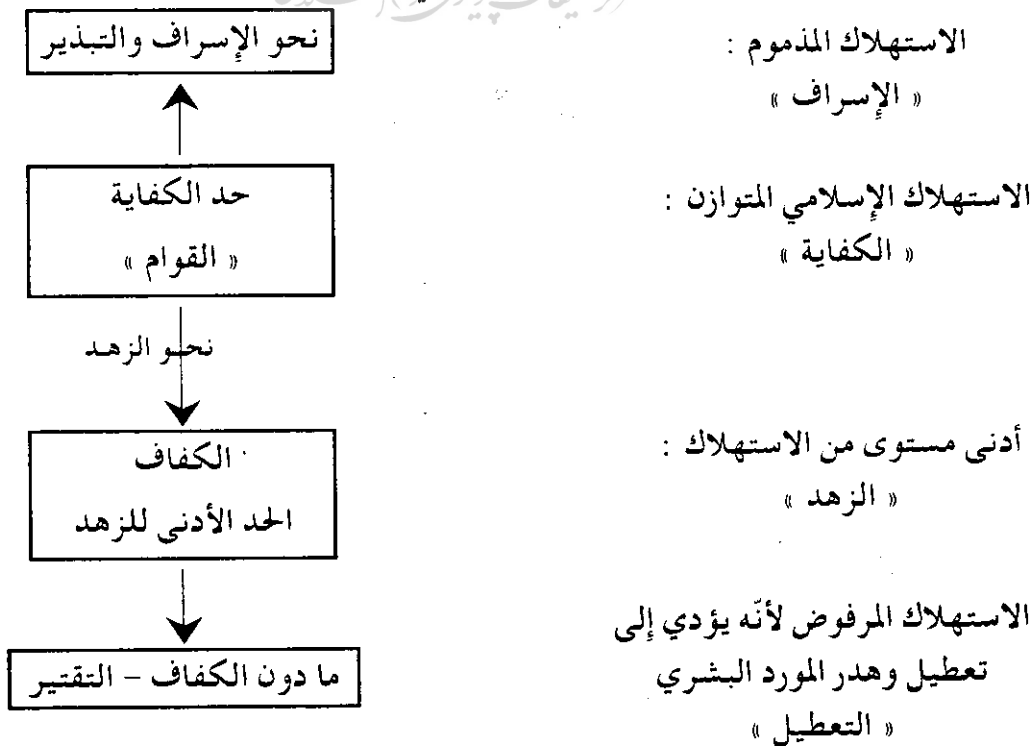 الاستهلاك المذموم :
« الإسراف »
نحو الإسراف والتبذير
الاستهلاك الإسلامي المتوازن :
« الكفاية »
حد الكفاية
« القوام »
نحو الزهد
أدنى مستوى من الاستهلاك :
« الزهد »
الكفاف
الحد الأدنى للزهد
الاستهلاك المرفوض لأنّه يؤدي إلى
تعطيل وهدر المورد البشري
« التعطيل »
ما دون الكفاف – التقتير